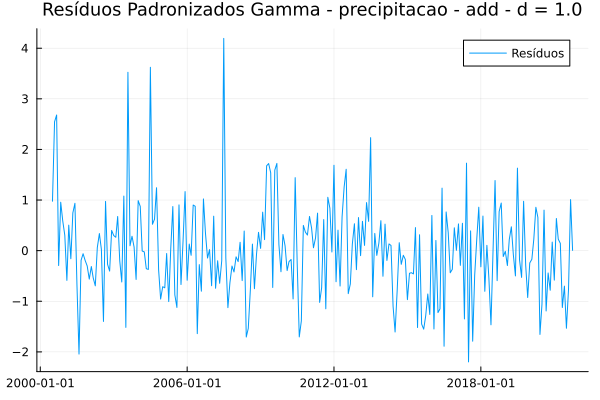 Resíduos Padronizados Gamma - precipitacao - add - d = 1.0
Resíduos
4
3
2
1
0
−1
−2
2000-01-01 2006-01-01 2012-01-01 2018-01-01